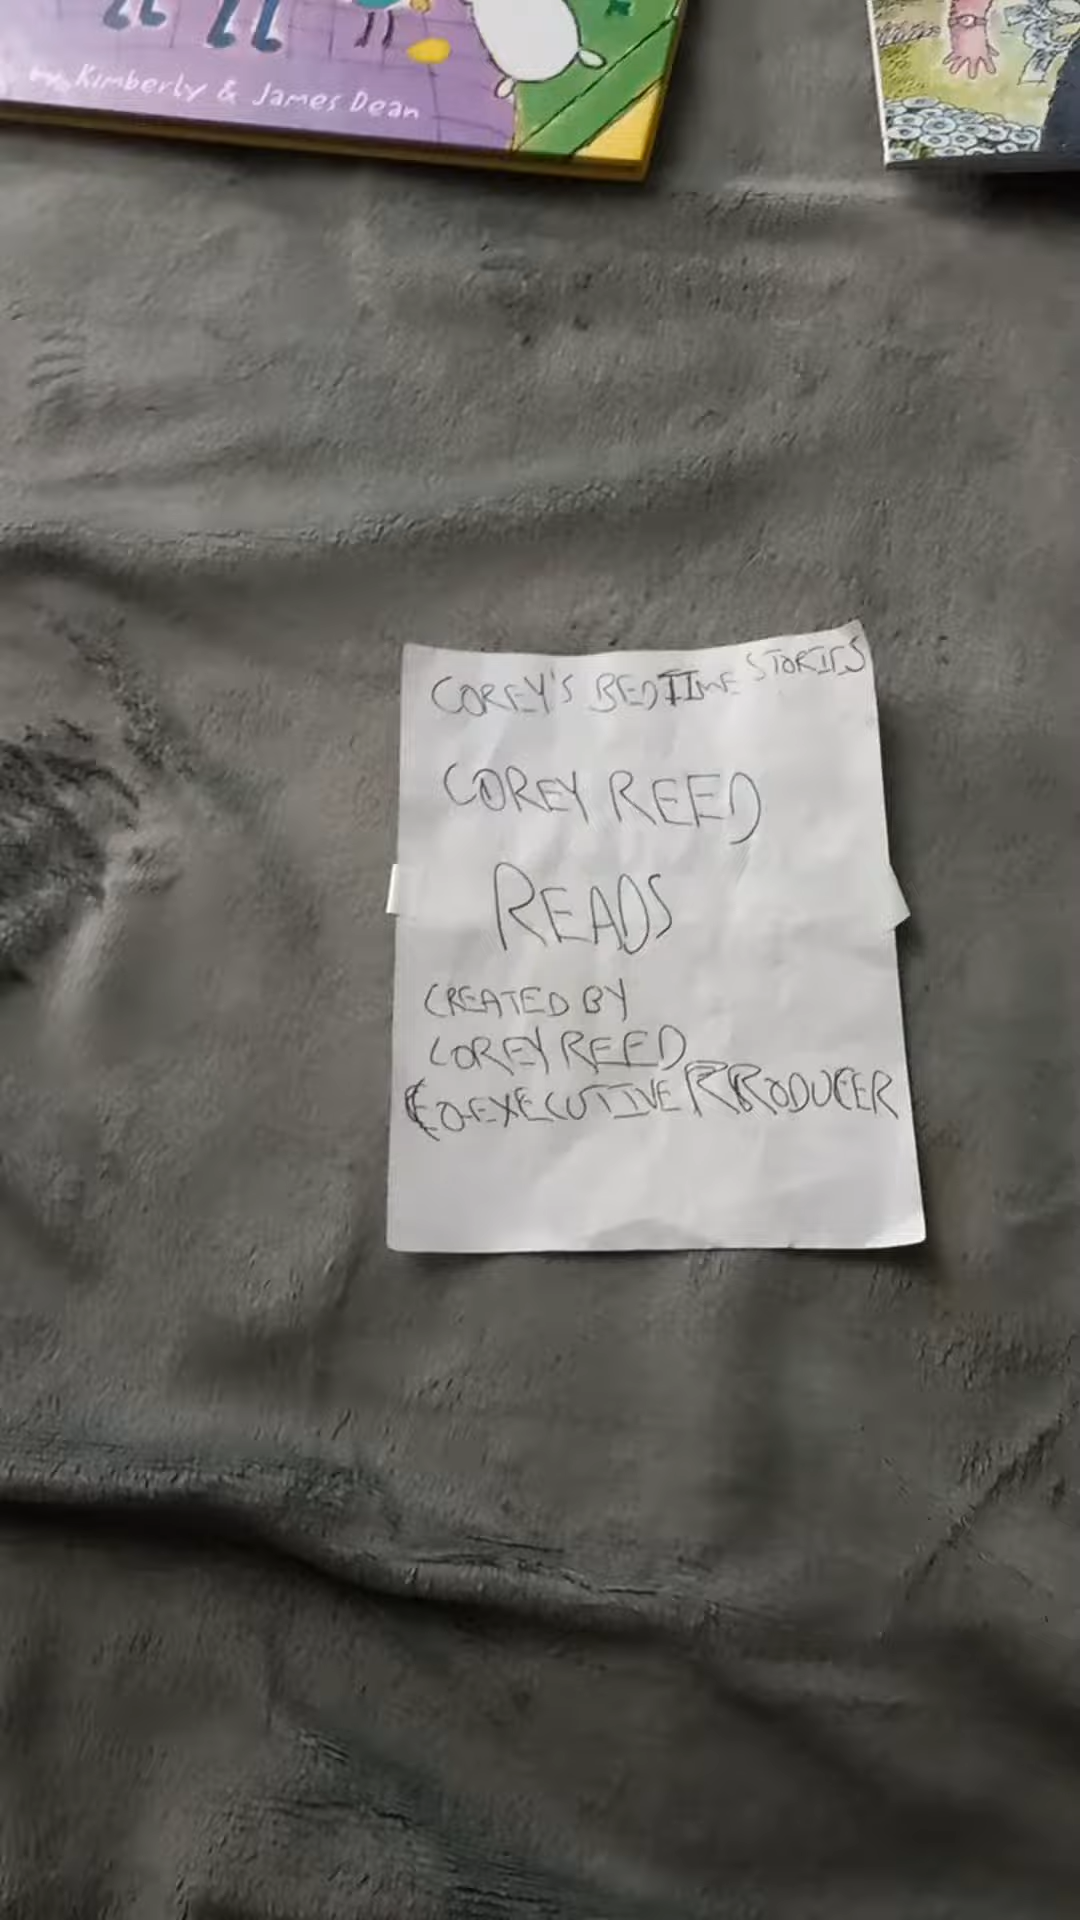 by Kimberly & James Dean
COREY'S BEDTIME STORIES
COREY REED
READS
CREATED BY
COREY REED
CO-EXECUTIVE PRODUCER